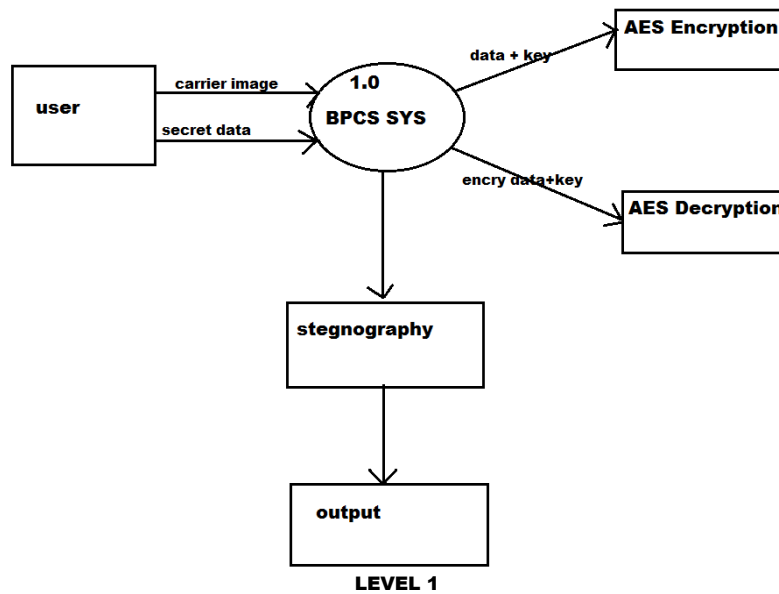 AES Encryption
data + key
1.0
carrier image
user
BPCS SYS
secret data
encry data+key
AES Decryption
stegnography
output
LEVEL 1